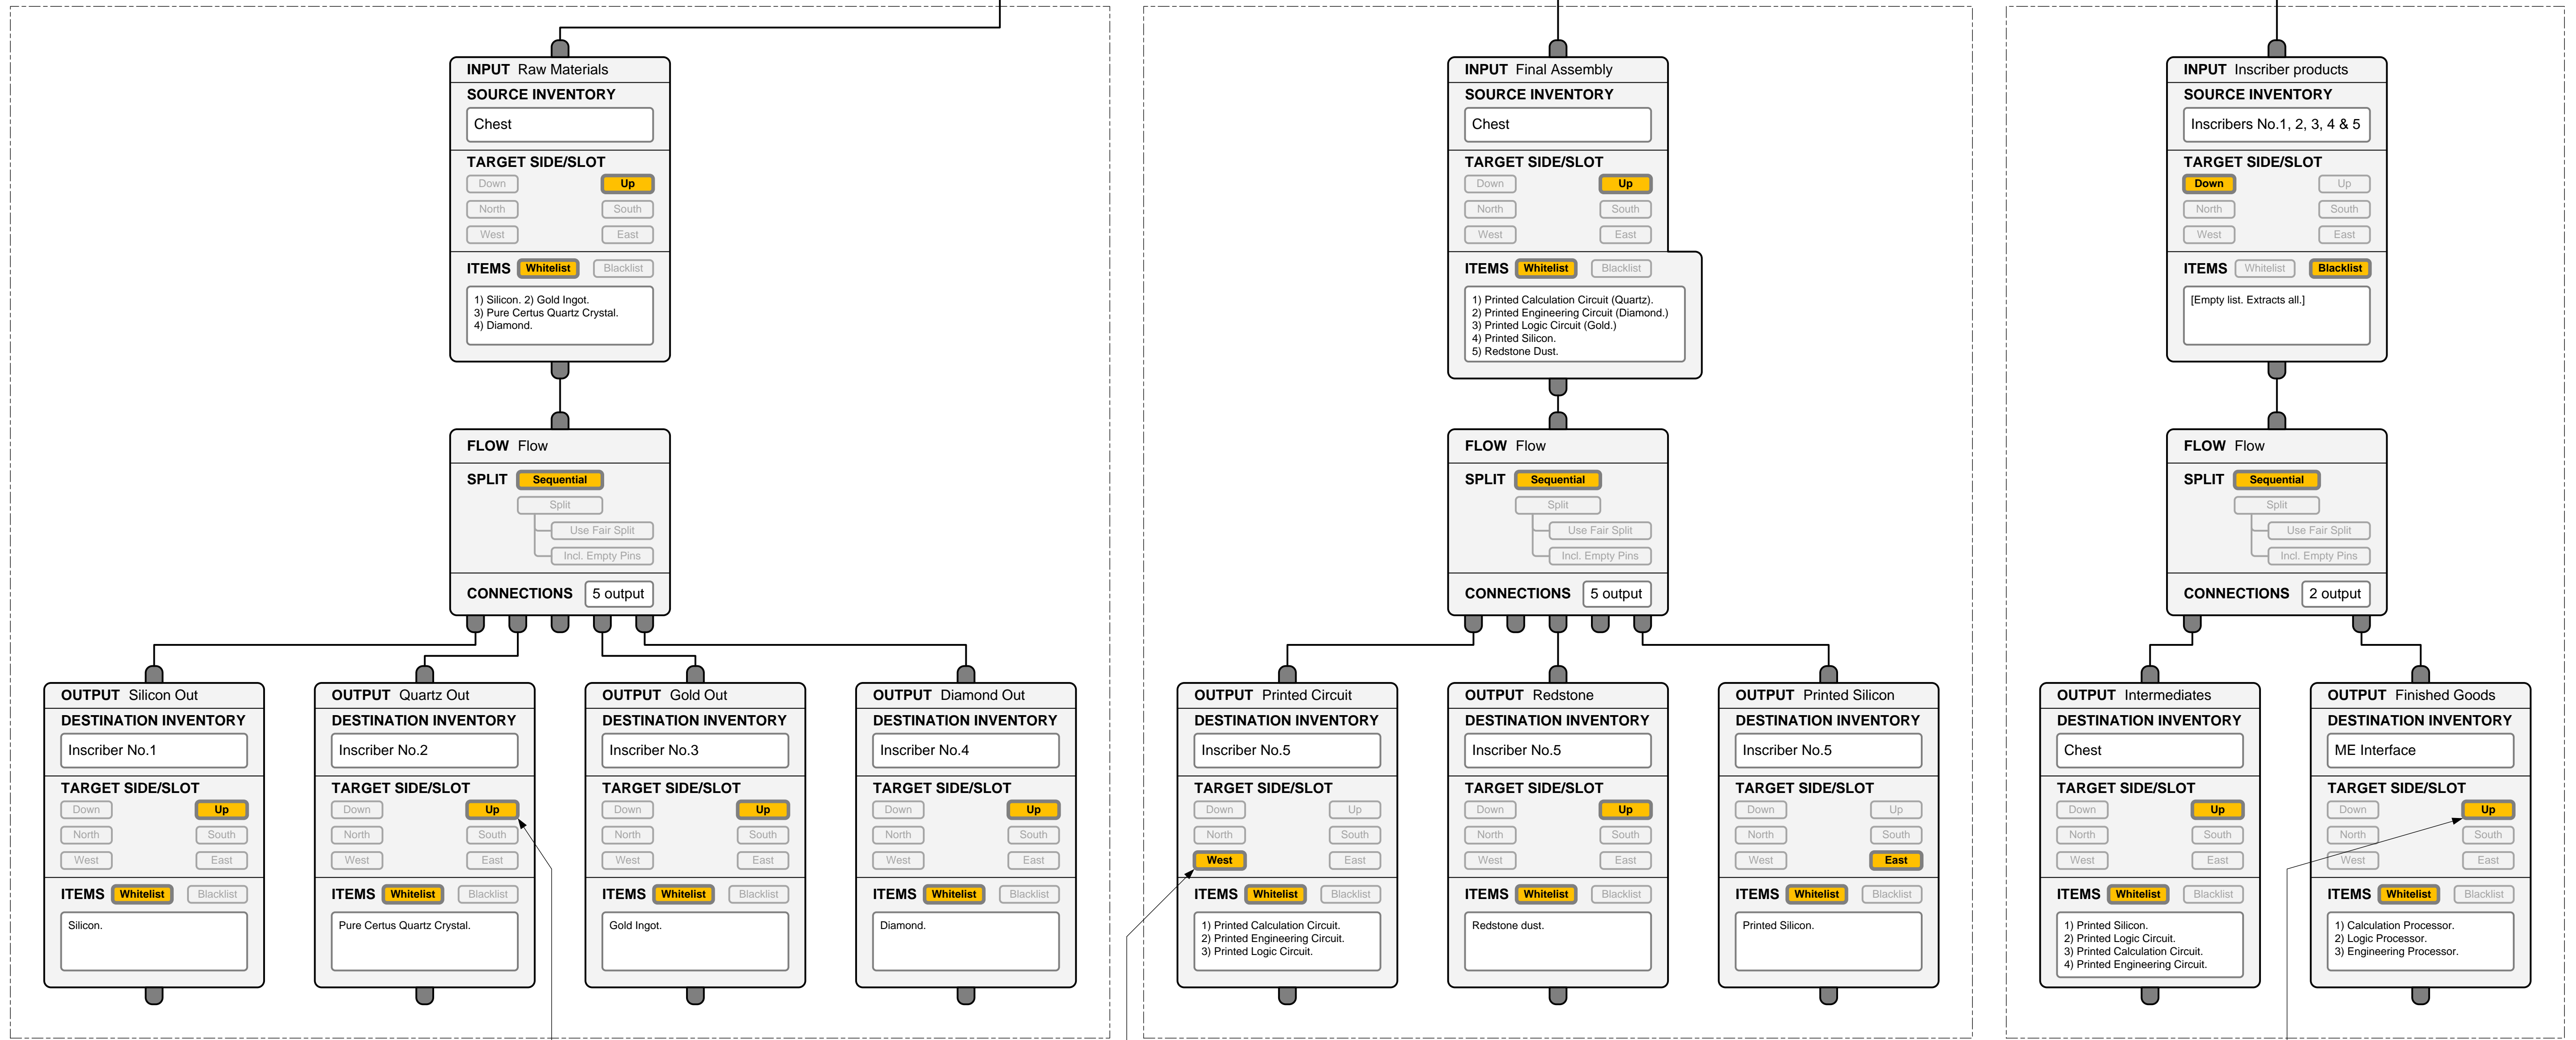 INPUT Raw Materials
SOURCE INVENTORY
Chest
TARGET SIDE/SLOT
Down Up
North South
West East
ITEMS Whitelist Blacklist
1) Silicon. 2) Gold Ingot.
3) Pure Certus Quartz Crystal.
4) Diamond.
FLOW Flow
SPLIT Sequential
Split
Use Fair Split
Incl. Empty Pins
CONNECTIONS 5 output
OUTPUT Silicon Out
DESTINATION INVENTORY
Inscriber No.1
TARGET SIDE/SLOT
Down Up
North South
West East
ITEMS Whitelist Blacklist
Silicon.
OUTPUT Quartz Out
DESTINATION INVENTORY
Inscriber No.2
TARGET SIDE/SLOT
Down Up
North South
West East
ITEMS Whitelist Blacklist
Pure Certus Quartz Crystal.
OUTPUT Gold Out
DESTINATION INVENTORY
Inscriber No.3
TARGET SIDE/SLOT
Down Up
North South
West East
ITEMS Whitelist Blacklist
Gold Ingot.
OUTPUT Diamond Out
DESTINATION INVENTORY
Inscriber No.4
TARGET SIDE/SLOT
Down Up
North South
West East
ITEMS Whitelist Blacklist
Diamond.
INPUT Final Assembly
SOURCE INVENTORY
Chest
TARGET SIDE/SLOT
Down Up
North South
West East
ITEMS Whitelist Blacklist
1) Printed Calculation Circuit (Quartz).
2) Printed Engineering Circuit (Diamond.)
3) Printed Logic Circuit (Gold.)
4) Printed Silicon.
5) Redstone Dust.
FLOW Flow
SPLIT Sequential
Split
Use Fair Split
Incl. Empty Pins
CONNECTIONS 5 output
OUTPUT Printed Circuit
DESTINATION INVENTORY
Inscriber No.5
TARGET SIDE/SLOT
Down Up
North South
West East
ITEMS Whitelist Blacklist
1) Printed Calculation Circuit.
2) Printed Engineering Circuit.
3) Printed Logic Circuit.
OUTPUT Redstone
DESTINATION INVENTORY
Inscriber No.5
TARGET SIDE/SLOT
Down Up
North South
West East
ITEMS Whitelist Blacklist
Redstone dust.
OUTPUT Printed Silicon
DESTINATION INVENTORY
Inscriber No.5
TARGET SIDE/SLOT
Down Up
North South
West East
ITEMS Whitelist Blacklist
Printed Silicon.
INPUT Inscriber products
SOURCE INVENTORY
Inscribers No.1, 2, 3, 4 & 5
TARGET SIDE/SLOT
Down Up
North South
West East
ITEMS Whitelist Blacklist
[Empty list. Extracts all.]
FLOW Flow
SPLIT Sequential
Split
Use Fair Split
Incl. Empty Pins
CONNECTIONS 2 output
OUTPUT Intermediates
DESTINATION INVENTORY
Chest
TARGET SIDE/SLOT
Down Up
North South
West East
ITEMS Whitelist Blacklist
1) Printed Silicon.
2) Printed Logic Circuit.
3) Printed Calculation Circuit.
4) Printed Engineering Circuit.
OUTPUT Finished Goods
DESTINATION INVENTORY
ME Interface
TARGET SIDE/SLOT
Down Up
North South
West East
ITEMS Whitelist Blacklist
1) Calculation Processor.
2) Logic Processor.
3) Engineering Processor.